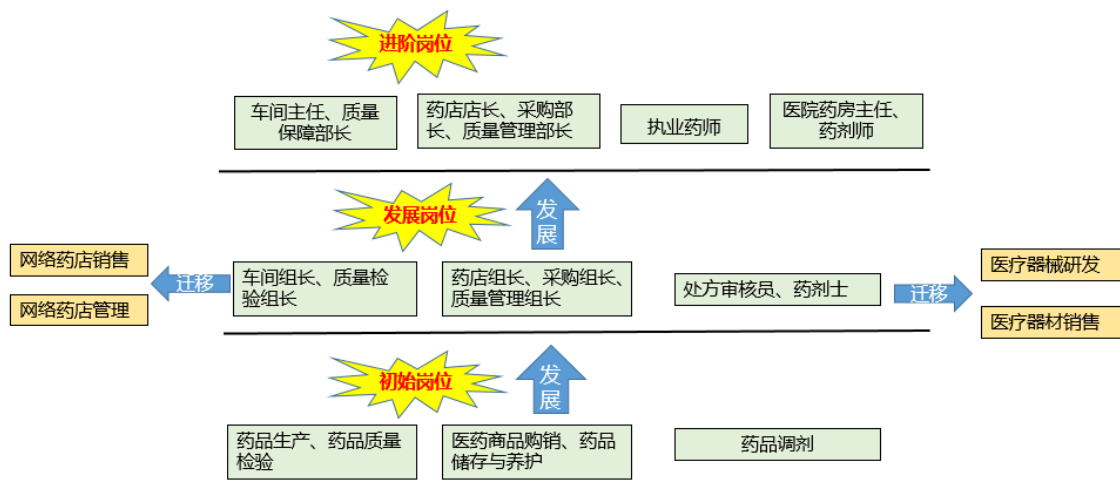 进阶岗位
车间主任、质量
保障部长
药店店长、采购部
长、质量管理部长
执业药师
医院药房主任、
药剂师
发展岗位
发
展
网络药店销售
网络药店管理
迁移
车间组长、质量检
验组长
药店组长、采购组长、
质量管理组长
处方审核员、药剂士
迁移
医疗器械研发
医疗器材销售
初始岗位
发
展
药品生产、药品质量
检验
医药商品购销、药品
储存与养护
药品调剂